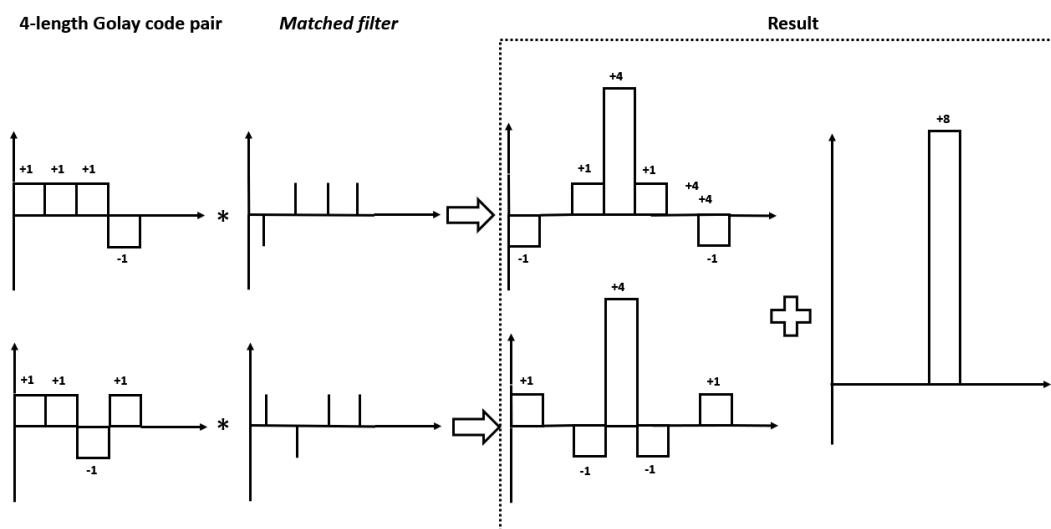 4-length Golay code pair
Matched filter
Result
+1 +1 +1
-1
*
+4
+1 +1
+4
+4
-1 -1
+8
+1 +1 +1
-1
*
+4
+1 +1
-1 -1